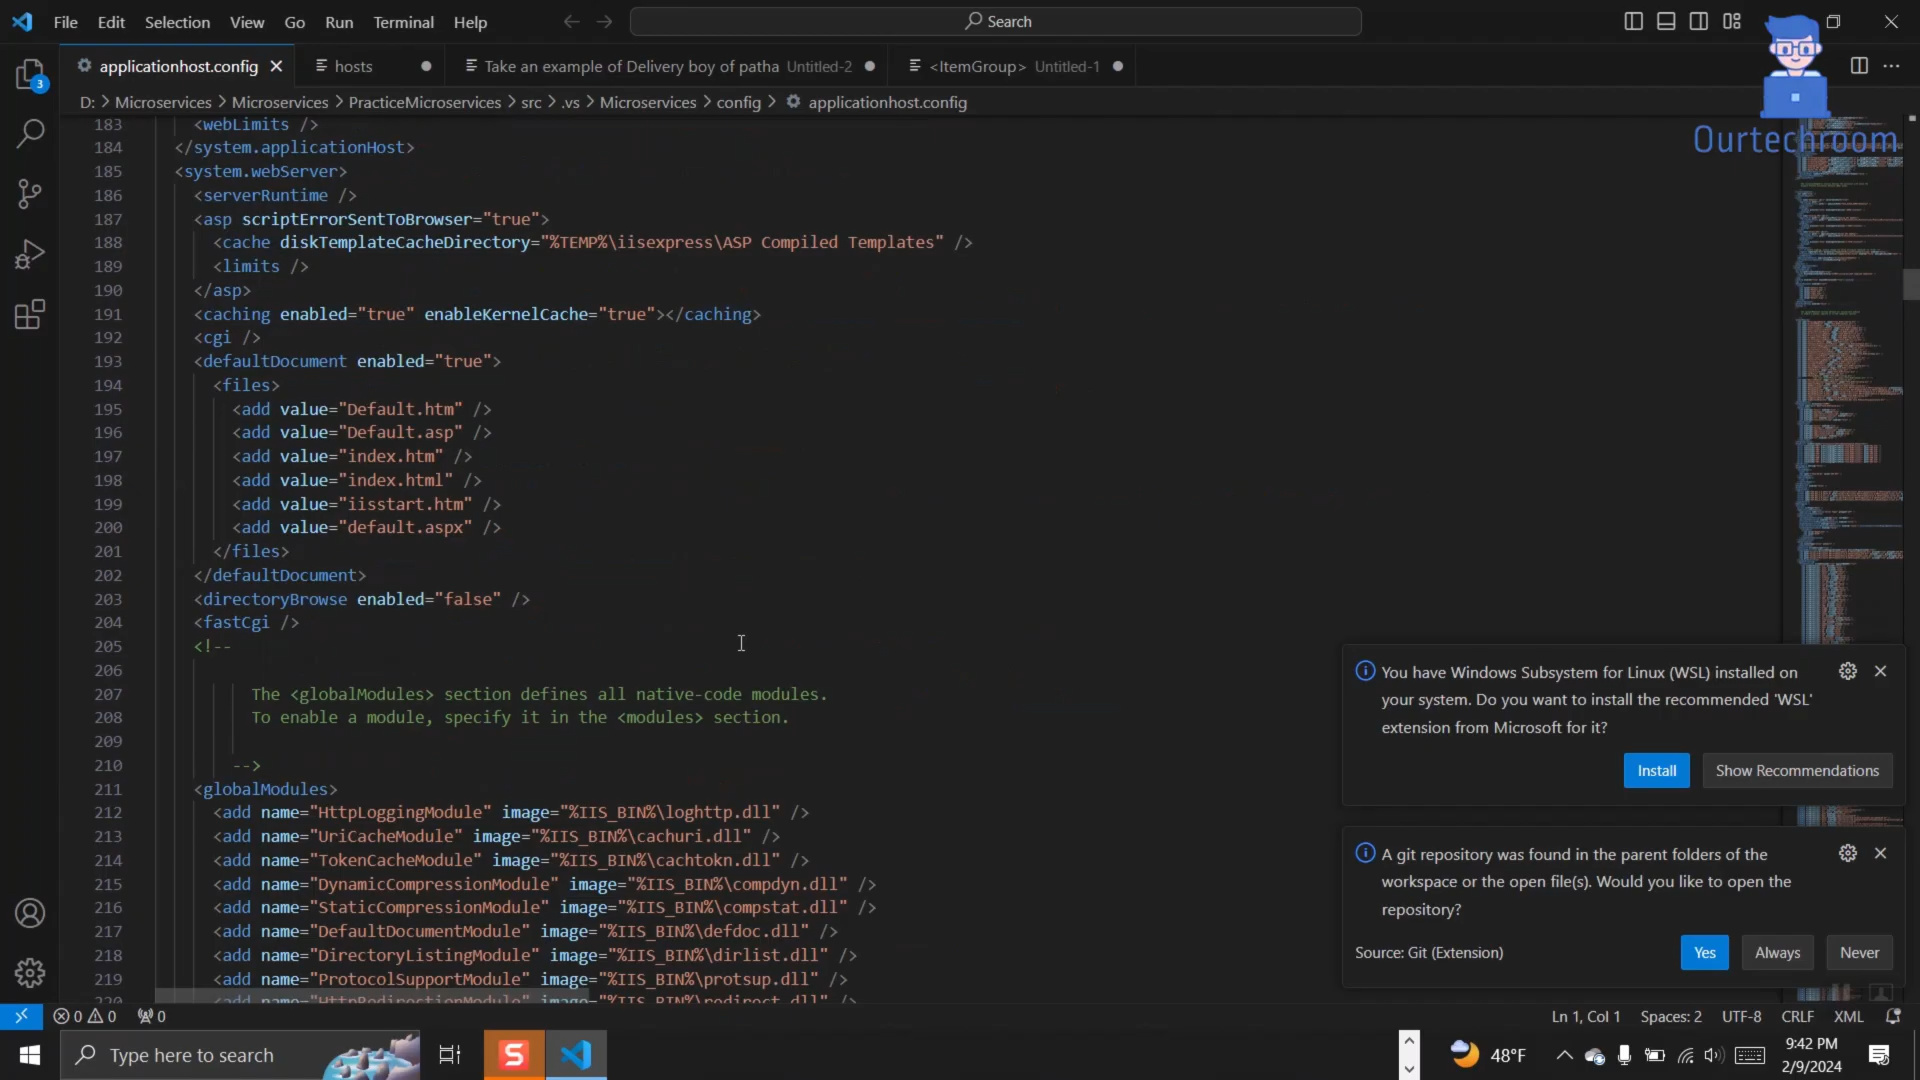 File Edit Selection View Go Run Terminal Help Search
applicationhost.config hosts Take an example of Delivery boy of patha Untitled-2 <ItemGroup> Untitled-1
D: > Microservices > Microservices > PracticeMicroservices > src > .vs > Microservices > config > applicationhost.config
Ourtechroom
183 <webLimits />
184 </system.applicationHost>
185 <system.webServer>
186 <serverRuntime />
187 <asp scriptErrorSentToBrowser="true">
188 <cache diskTemplateCacheDirectory="%TEMP%\iisexpress\ASP Compiled Templates" />
189 <limits />
190 </asp>
191 <caching enabled="true" enableKernelCache="true"></caching>
192 <cgi />
193 <defaultDocument enabled="true">
194 <files>
195 <add value="Default.htm" />
196 <add value="Default.asp" />
197 <add value="index.htm" />
198 <add value="index.html" />
199 <add value="iisstart.htm" />
200 <add value="default.aspx" />
201 </files>
202 </defaultDocument>
203 <directoryBrowse enabled="false" />
204 <fastCgi />
205 <!--
206
207 The <globalModules> section defines all native-code modules.
208 To enable a module, specify it in the <modules> section.
209
210 -->
211 <globalModules>
212 <add name="HttpLoggingModule" image="%IIS_BIN%\loghttp.dll" />
213 <add name="UriCacheModule" image="%IIS_BIN%\cachuri.dll" />
214 <add name="TokenCacheModule" image="%IIS_BIN%\cachtokn.dll" />
215 <add name="DynamicCompressionModule" image="%IIS_BIN%\compdyn.dll" />
216 <add name="StaticCompressionModule" image="%IIS_BIN%\compstat.dll" />
217 <add name="DefaultDocumentModule" image="%IIS_BIN%\defdoc.dll" />
218 <add name="DirectoryListingModule" image="%IIS_BIN%\dirlist.dll" />
219 <add name="ProtocolSupportModule" image="%IIS_BIN%\protsup.dll" />
220 <add name="HttpRedirectionModule" image="%IIS_BIN%\redirect.dll" />
You have Windows Subsystem for Linux (WSL) installed on
your system. Do you want to install the recommended 'WSL'
extension from Microsoft for it?
Install Show Recommendations
A git repository was found in the parent folders of the
workspace or the open file(s). Would you like to open the
repository?
Source: Git (Extension) Yes Always Never
3
0 0 0 Ln 1, Col 1 Spaces: 2 UTF-8 CRLF XML
Type here to search 48°F 9:42 PM
2/9/2024